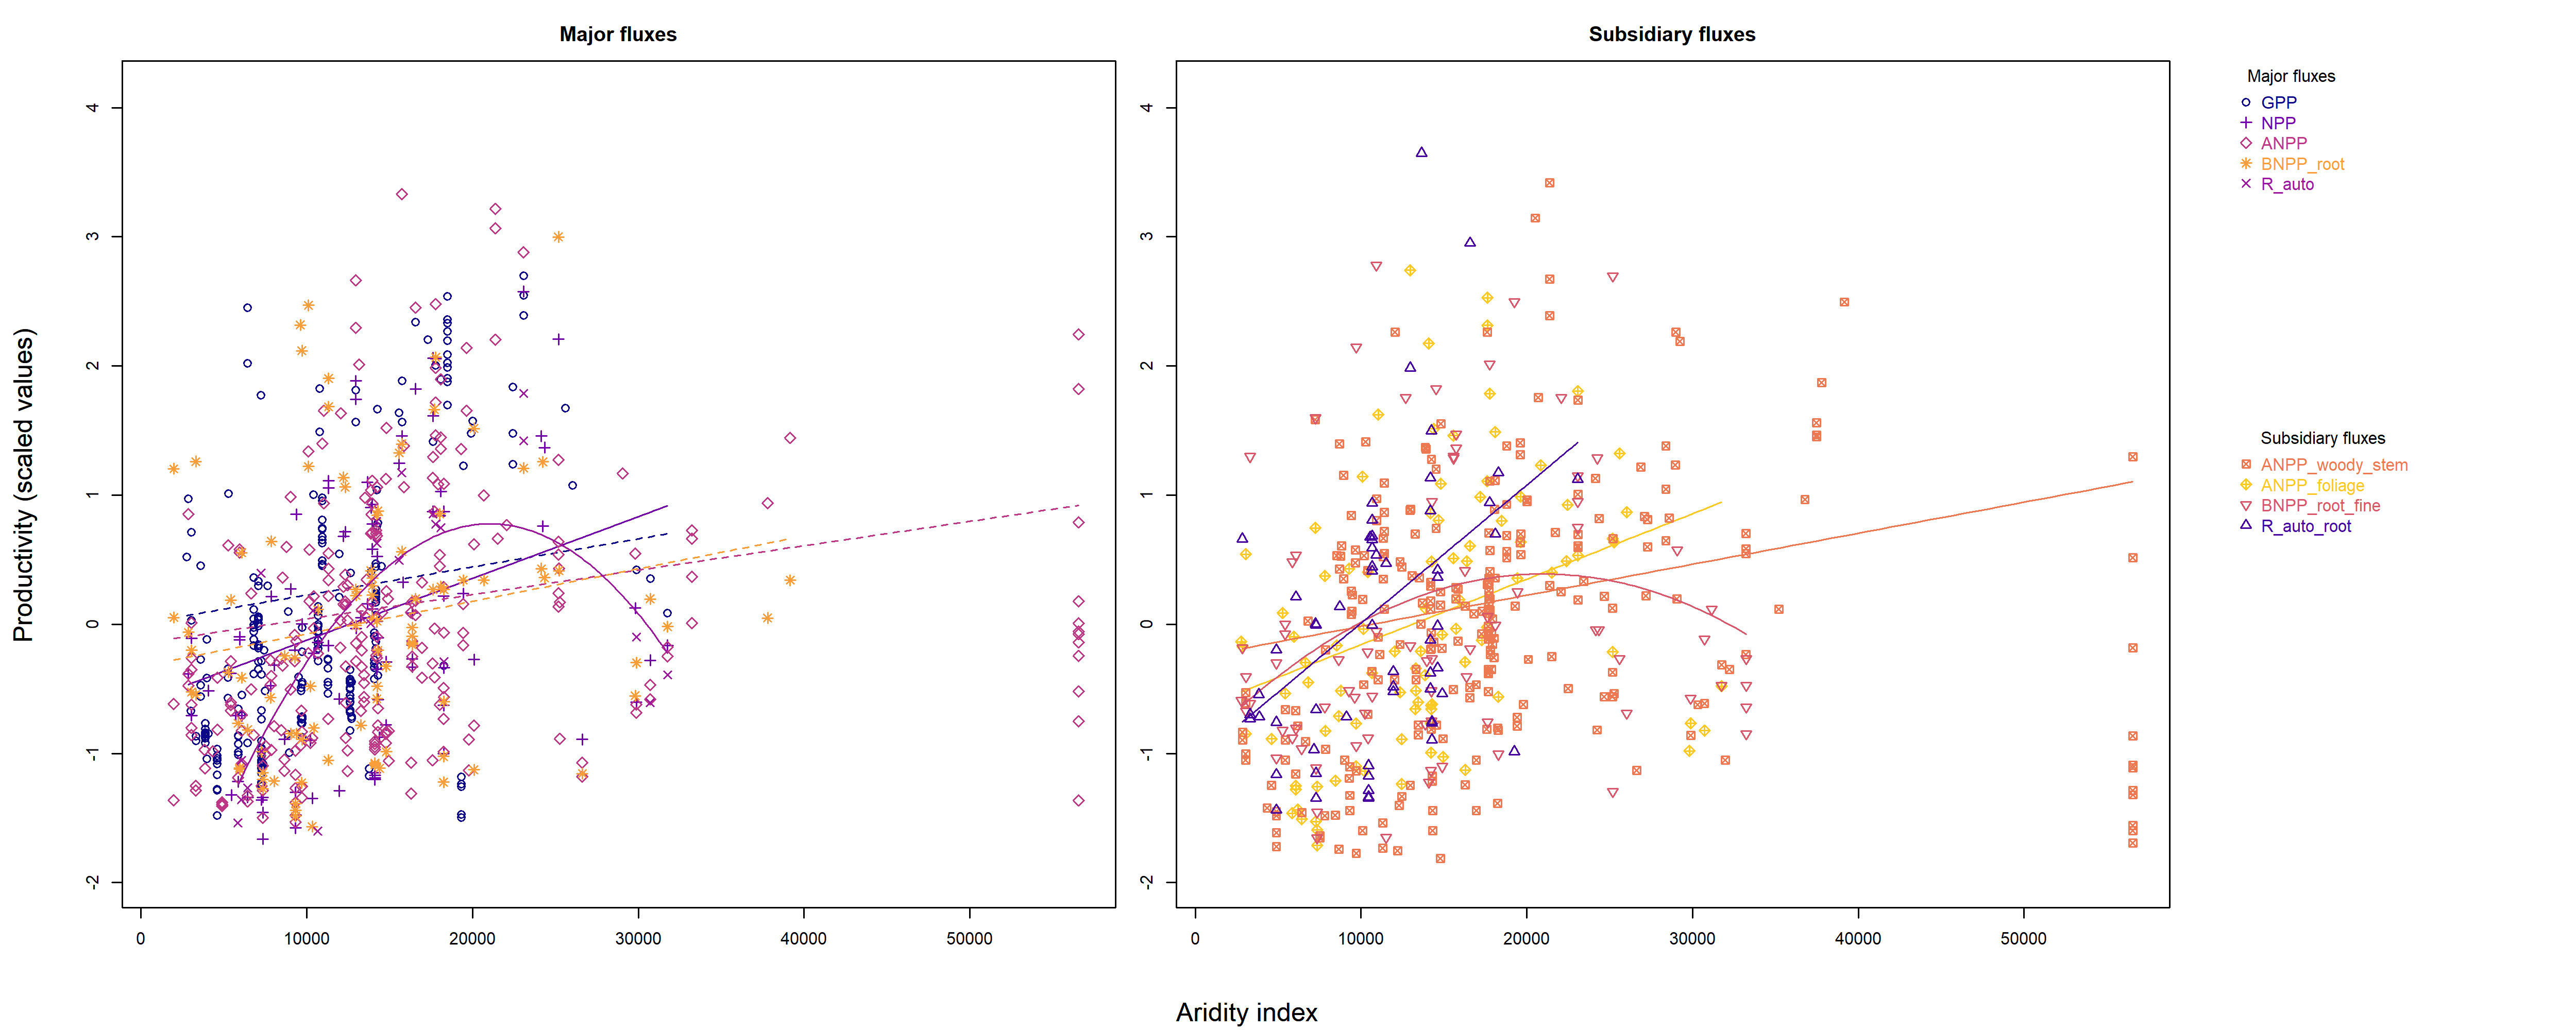 Major fluxes
Subsidiary fluxes
Productivity (scaled values)
4
3
2
1
0
-1
-2
0
10000
20000
30000
40000
50000
4
3
2
1
0
-1
-2
0
10000
20000
30000
40000
50000
Aridity index
Major fluxes
GPP
NPP
ANPP
BNPP_root
R_auto
Subsidiary fluxes
ANPP_woody_stem
ANPP_foliage
BNPP_root_fine
R_auto_root